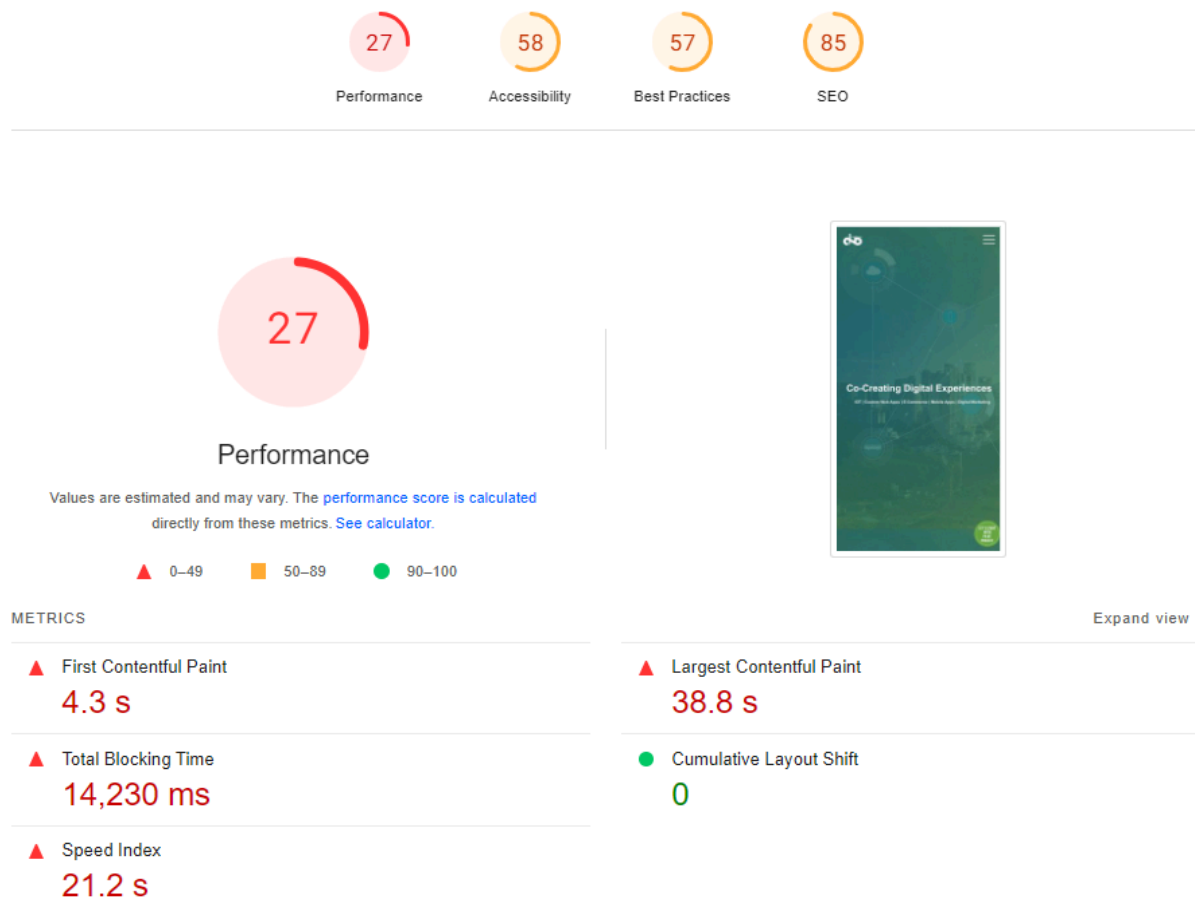 27
58
57
85
Performance
Accessibility
Best Practices
SEO
27
Performance
Values are estimated and may vary. The performance score is calculated
directly from these metrics. See calculator.
0–49
50–89
90–100
Co-Creating Digital Experiences
METRICS
Expand view
First Contentful Paint
4.3 s
Largest Contentful Paint
38.8 s
Total Blocking Time
14,230 ms
Cumulative Layout Shift
0
Speed Index
21.2 s